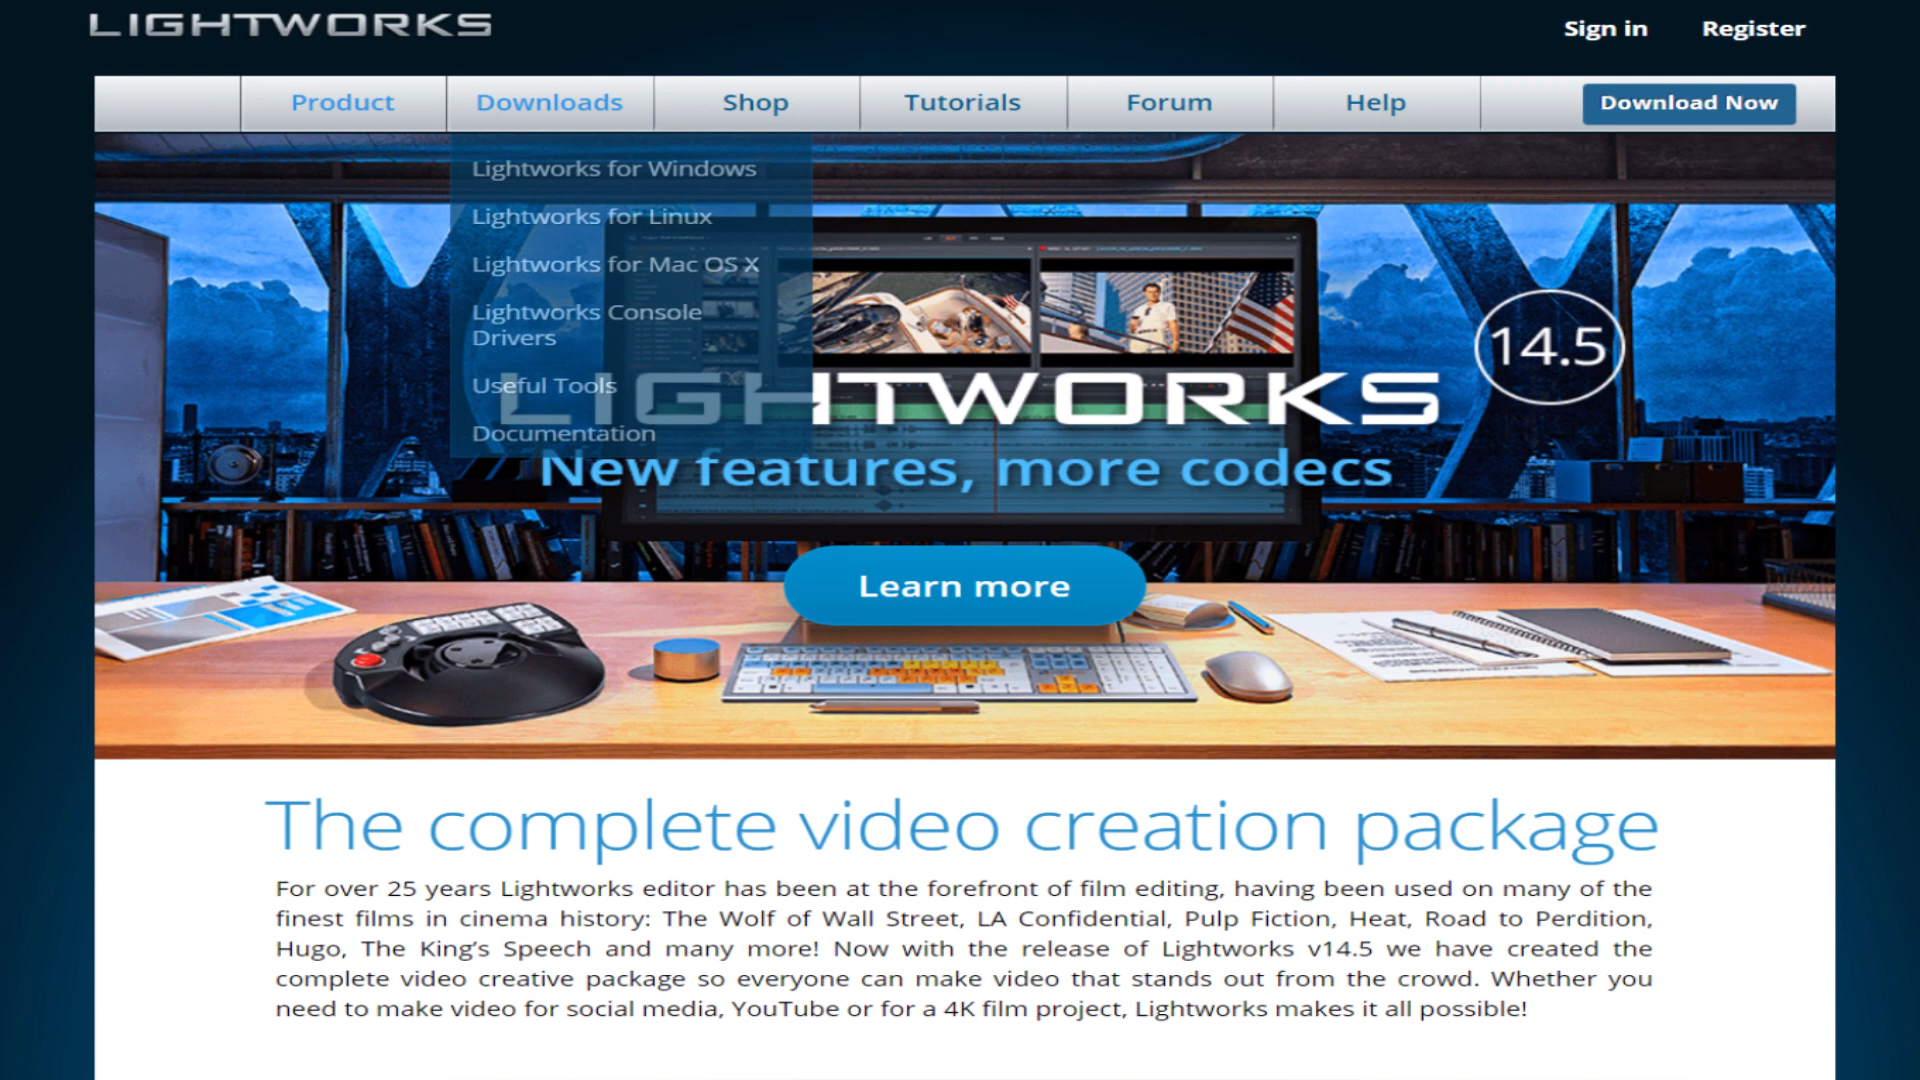 LIGHTWORKS
Sign in Register
Product Downloads Shop Tutorials Forum Help Download Now
Lightworks for Windows
Lightworks for Linux
Lightworks for Mac OS X
Lightworks Console
Drivers
Useful Tools
Documentation
14.5
LIGHTWORKS
New features, more codecs
Learn more
The complete video creation package
For over 25 years Lightworks editor has been at the forefront of film editing, having been used on many of the
finest films in cinema history: The Wolf of Wall Street, LA Confidential, Pulp Fiction, Heat, Road to Perdition,
Hugo, The King's Speech and many more! Now with the release of Lightworks v14.5 we have created the
complete video creative package so everyone can make video that stands out from the crowd. Whether you
need to make video for social media, YouTube or for a 4K film project, Lightworks makes it all possible!